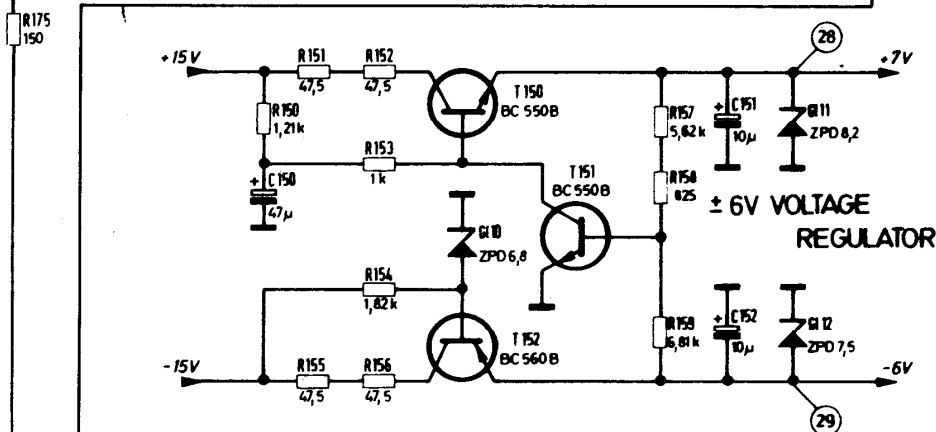 R175
150
28
+15V
R151
47,5
R152
47,5
+7V
T150
BC 550B
R150
1,21k
R157
5,62k
+ C151
10µ
Gl11
ZPD 8,2
R153
1k
T151
BC 550B
+ C150
47µ
R158
825
± 6V VOLTAGE
REGULATOR
Gl10
ZPD 6,8
R154
1,82k
T152
BC 560B
R159
6,81k
+ C152
10µ
Gl12
ZPD 7,5
-15V
R155
47,5
R156
47,5
-6V
29